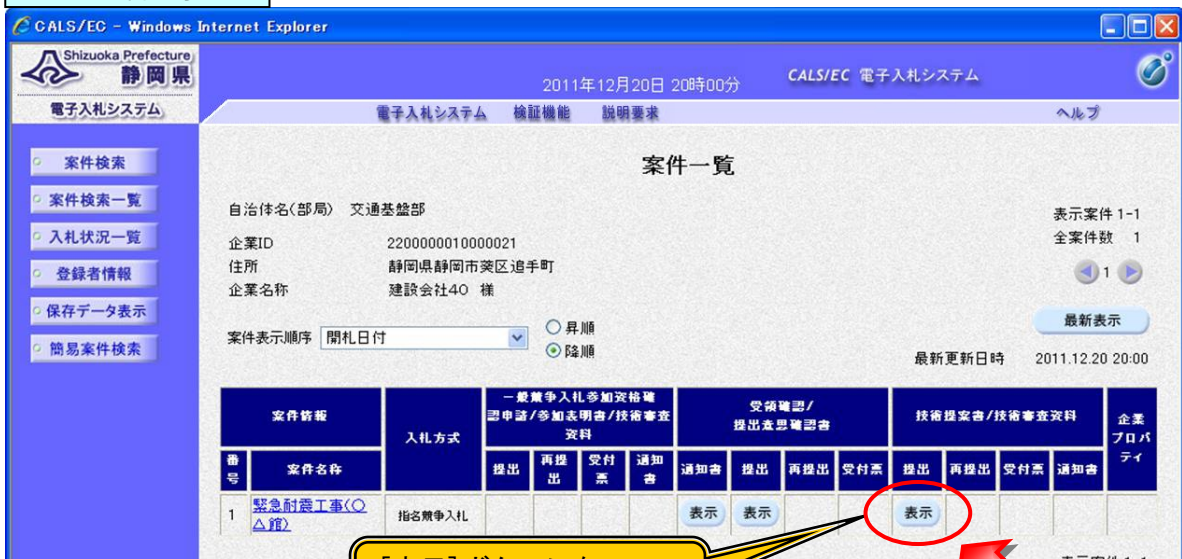 CALS/EC - Windows Internet Explorer
Shizuoka Prefecture
静岡県
電子入札システム
2011年12月20日 20時00分
CALS/EC 電子入札システム
電子入札システム 検証機能 説明要求 ヘルプ
案件検索
案件検索一覧
入札状況一覧
登録者情報
保存データ表示
簡易案件検索
案件一覧
自治体名(部局) 交通基盤部
企業ID 2200000010000021
住所 静岡県静岡市葵区追手町
企業名称 建設会社40 様
表示案件 1-1
全案件数 1
1
案件表示順序 開札日付
昇順
降順
最新表示
最新更新日時 2011.12.20 20:00
案件情報
入札方式
一般競争入札参加資格確認申請/参加表明書/技術審査資料
受領確認/
提出意思確認書
技術提案書/技術審査資料
企業プロパティ
番号 案件名称 提出 再提出 受付票 通知書 通知書 提出 再提出 受付票 提出 再提出 受付票 通知書
1 緊急耐震工事(○△館) 指名競争入札 表示 表示 表示